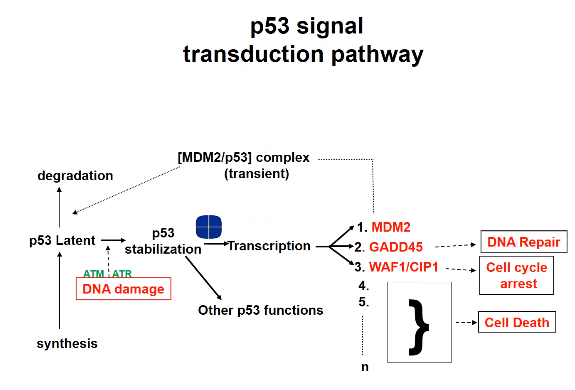 p53 signal
transduction pathway
[MDM2/p53] complex
(transient)
degradation
p53 Latent
p53
stabilization
Transcription
1. MDM2
2. GADD45
3. WAF1/CIP1
4.
5.
n
DNA Repair
Cell cycle
arrest
}
Cell Death
ATM ATR
DNA damage
Other p53 functions
synthesis